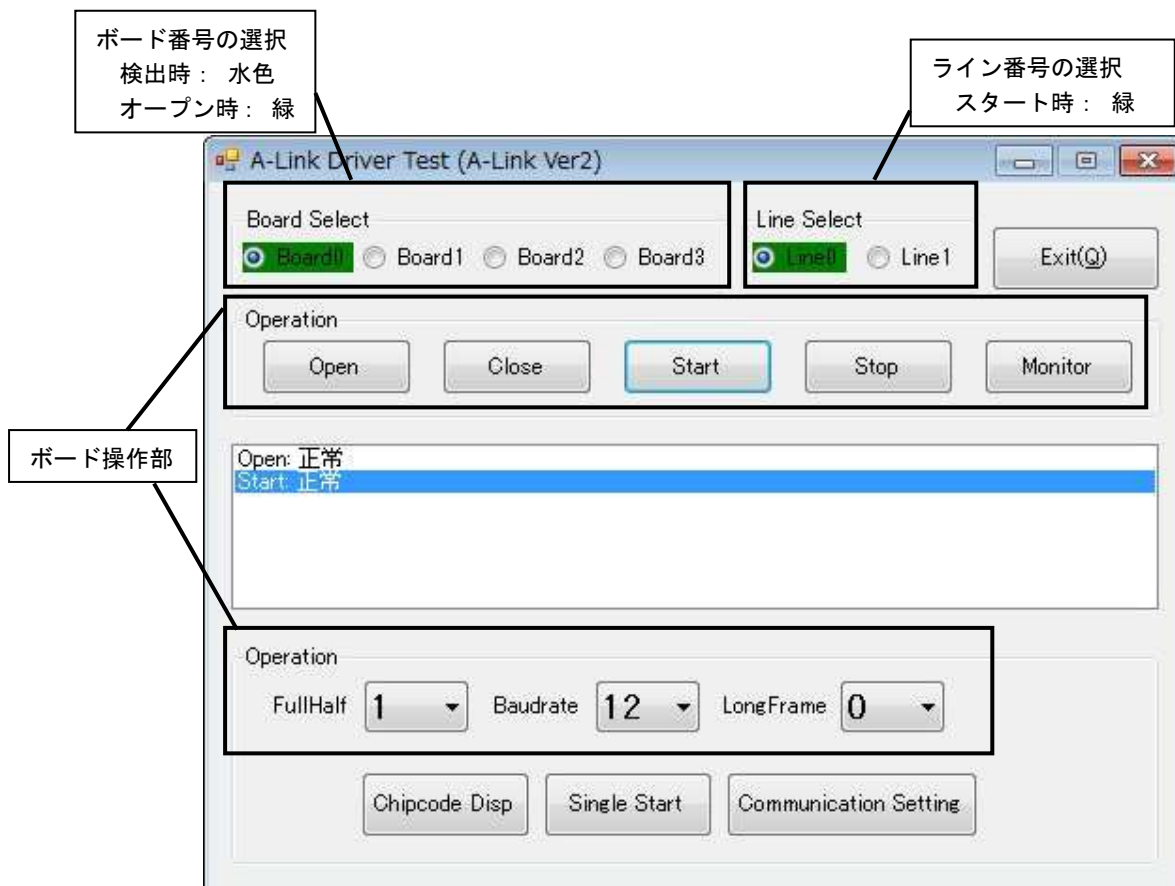 ボード番号の選択
検出時： 水色
オープン時： 緑
ライン番号の選択
スタート時： 緑
A-Link Driver Test (A-Link Ver2)
Board Select
Board0 Board1 Board2 Board3
Line Select
Line0 Line1
Exit(Q)
Operation
Open Close Start Stop Monitor
ボード操作部
Open: 正常
Start: 正常
Operation
FullHalf 1 Baudrate 12 LongFrame 0
Chipcode Disp Single Start Communication Setting